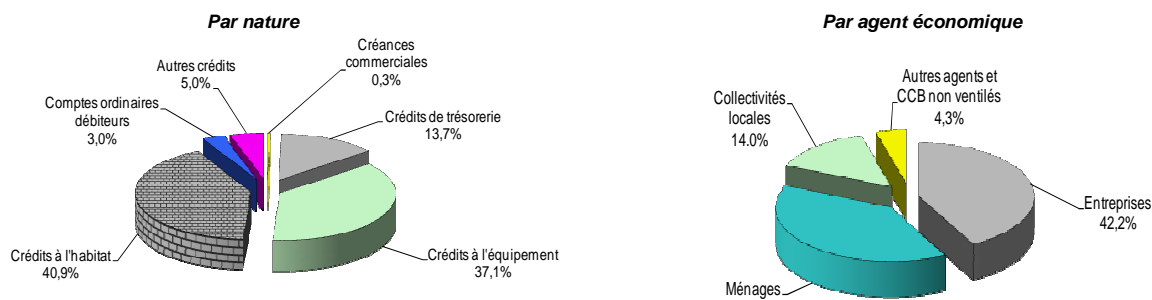 Par nature
Créances
commerciales
0,3%
Autres crédits
5,0%
Comptes ordinaires
débiteurs
3,0%
Crédits de trésorerie
13,7%
Crédits à l'habitat
40,9%
Crédits à l'équipement
37,1%
Par agent économique
Autres agents et
CCB non ventilés
4,3%
Collectivités
locales
14.0%
Entreprises
42,2%
Ménages